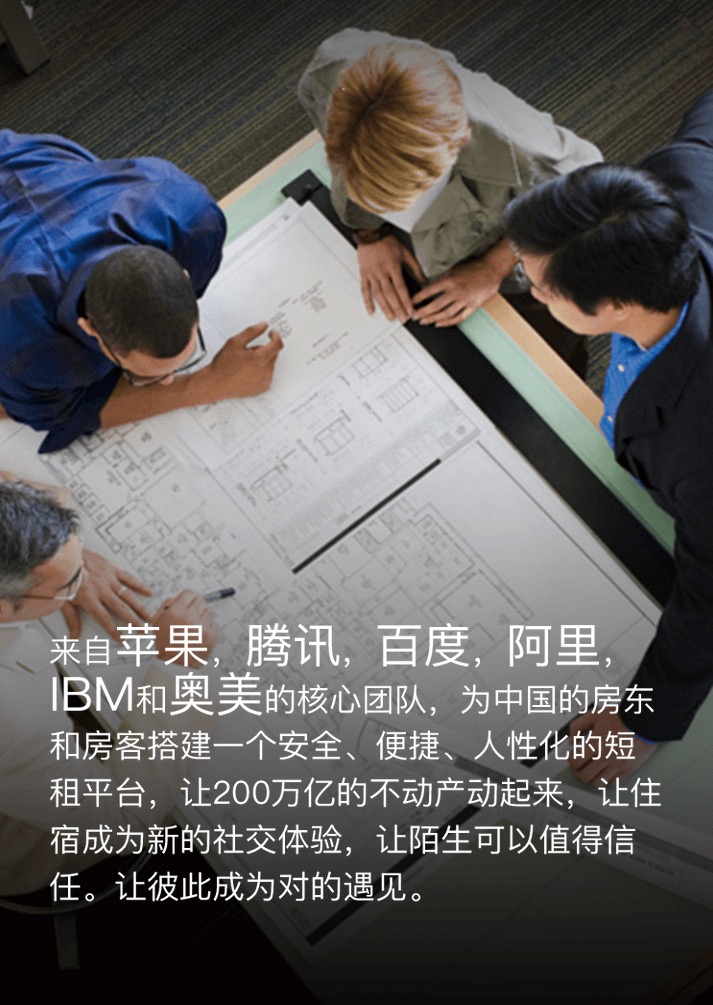 来自苹果，腾讯，百度，阿里，
IBM和奥美的核心团队，为中国的房东
和房客搭建一个安全、便捷、人性化的短
租平台，让200万亿的不动产动起来，让住
宿成为新的社交体验，让陌生可以值得信
任。让彼此成为对的遇见。